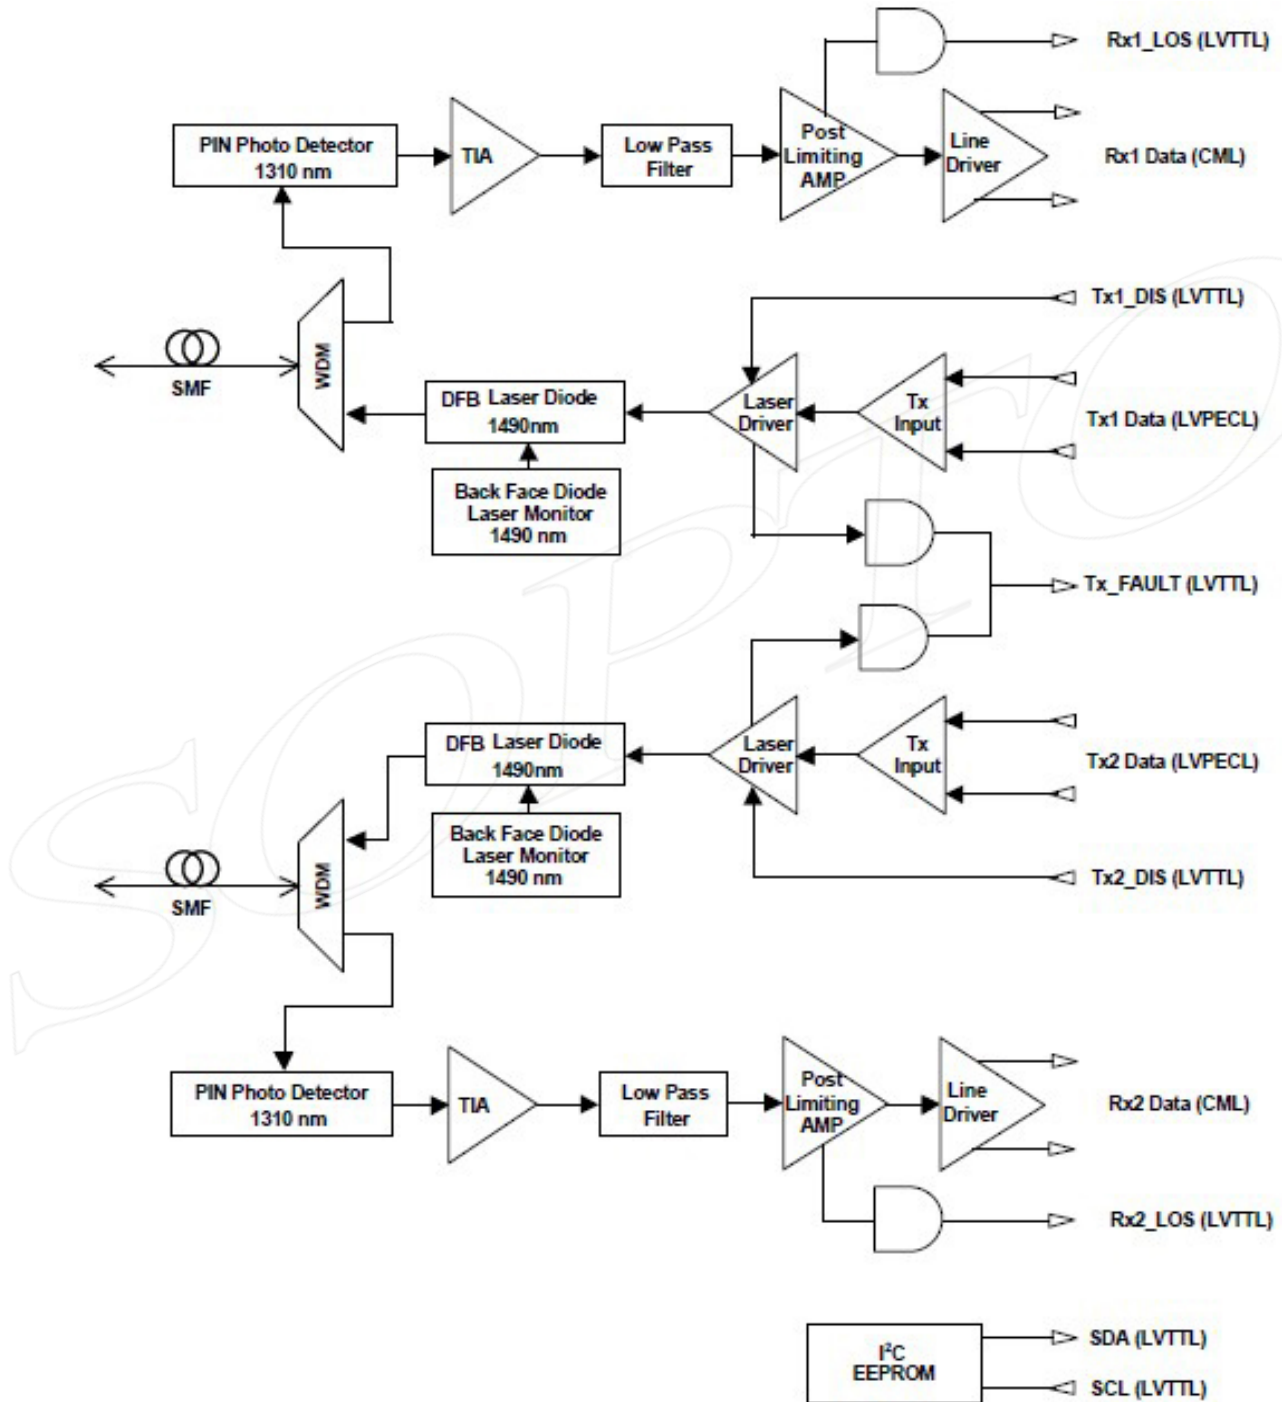 Rx1_LOS (LVTTL)
PIN Photo Detector
1310 nm
TIA
Low Pass
Filter
Post
Limiting
AMP
Line
Driver
Rx1 Data (CML)
Tx1_DIS (LVTTL)
SMF
WDM
DFB Laser Diode
1490nm
Laser
Driver
Tx
Input
Tx1 Data (LVPECL)
Back Face Diode
Laser Monitor
1490 nm
Tx_FAULT (LVTTL)
DFB Laser Diode
1490nm
Laser
Driver
Tx
Input
Tx2 Data (LVPECL)
Back Face Diode
Laser Monitor
1490 nm
Tx2_DIS (LVTTL)
SMF
WDM
PIN Photo Detector
1310 nm
TIA
Low Pass
Filter
Post
Limiting
AMP
Line
Driver
Rx2 Data (CML)
Rx2_LOS (LVTTL)
I²C
EEPROM
SDA (LVTTL)
SCL (LVTTL)
SOPTO